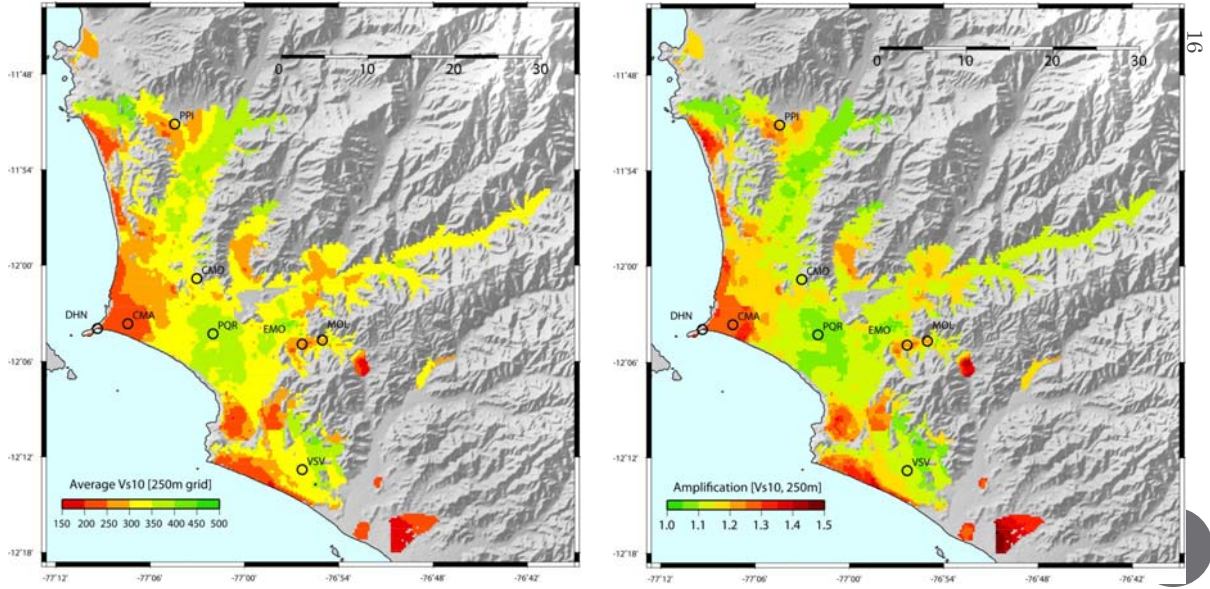 0 10 20 30
-11°48'
-11°54'
-12°00'
-12°06'
-12°12'
-12°18'
PPI
CMO
DHN
CMA
PQR
EMO
MOL
VSV
Average Vs10 [250m grid]
150 200 250 300 350 400 450 500
-77°12' -77°06' -77°00' -76°54' -76°48' -76°42'
0 10 20 30
-11°48'
-11°54'
-12°00'
-12°06'
-12°12'
-12°18'
PPI
CMO
DHN
CMA
PQR
EMO
MOL
VSV
Amplification [Vs10, 250m]
1.0 1.1 1.2 1.3 1.4 1.5
-77°12' -77°06' -77°00' -76°54' -76°48' -76°42'
16